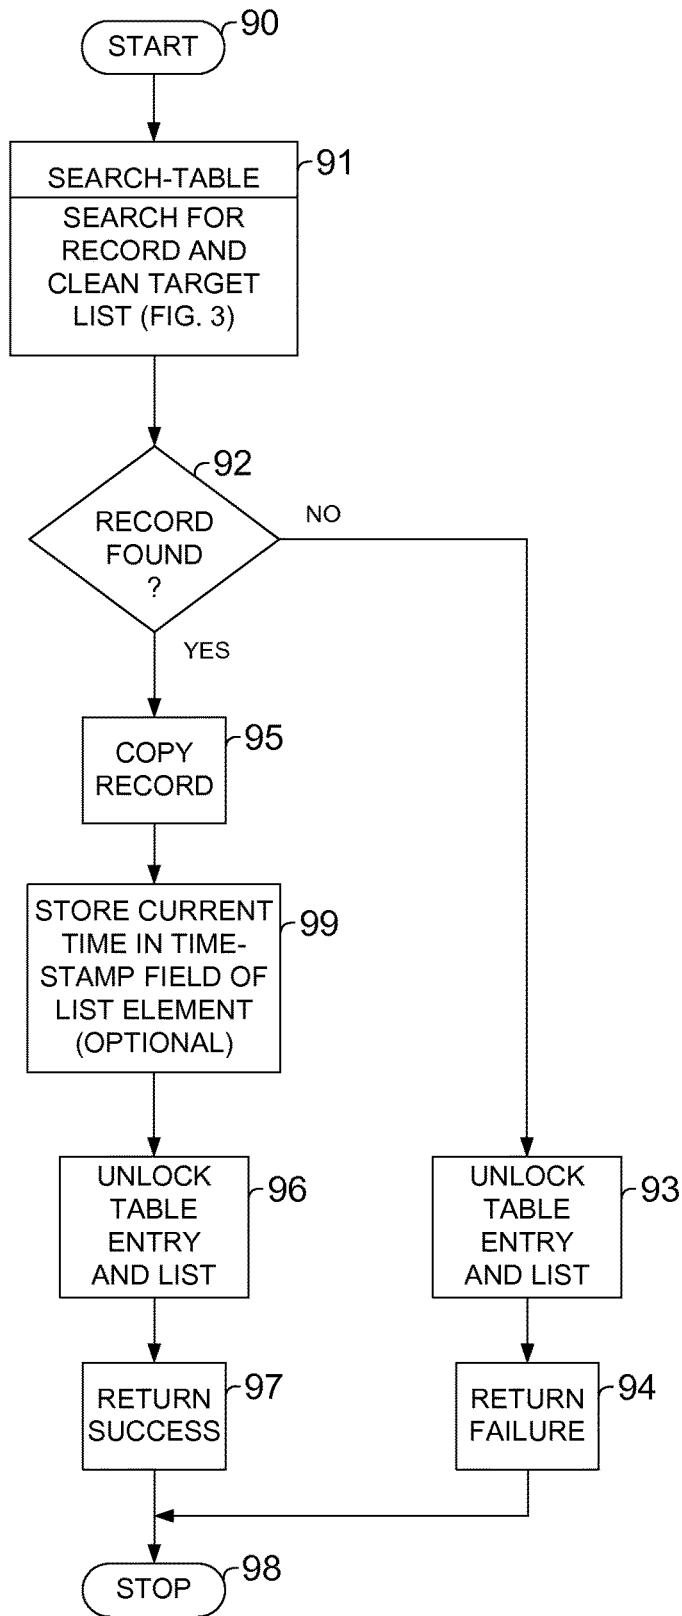 START
90
SEARCH-TABLE
91
SEARCH FOR
RECORD AND
CLEAN TARGET
LIST (FIG. 3)
92
RECORD
FOUND
?
NO
YES
COPY
RECORD
95
STORE CURRENT
TIME IN TIME-
STAMP FIELD OF
LIST ELEMENT
(OPTIONAL)
99
UNLOCK
TABLE
ENTRY
AND LIST
96
UNLOCK
TABLE
ENTRY
AND LIST
93
RETURN
SUCCESS
97
RETURN
FAILURE
94
STOP
98